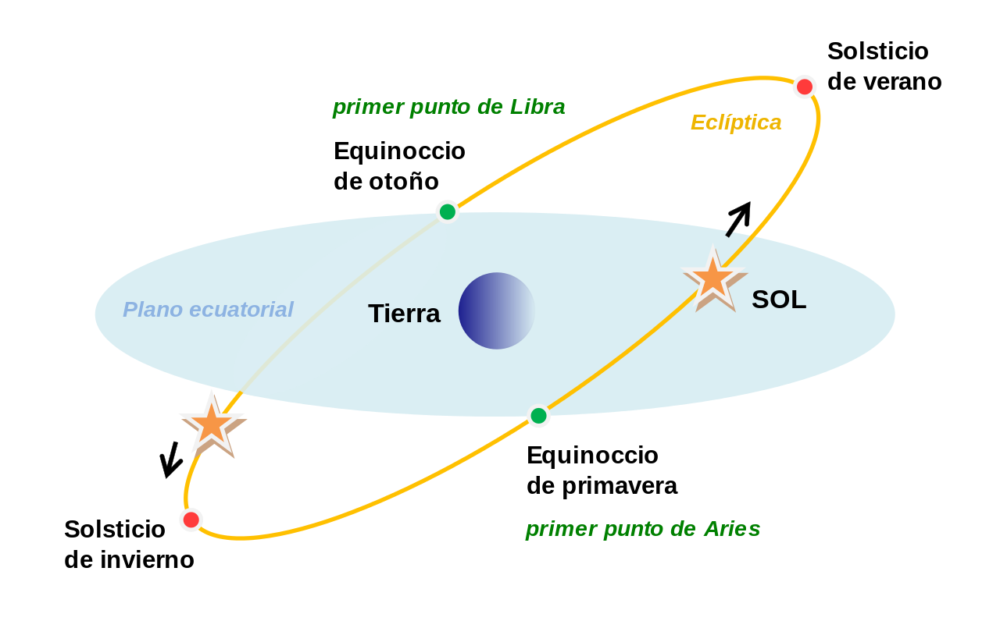 Solsticio
de verano
primer punto de Libra
Eclíptica
Equinoccio
de otoño
SOL
Plano ecuatorial
Tierra
Equinoccio
de primavera
primer punto de Aries
Solsticio
de invierno